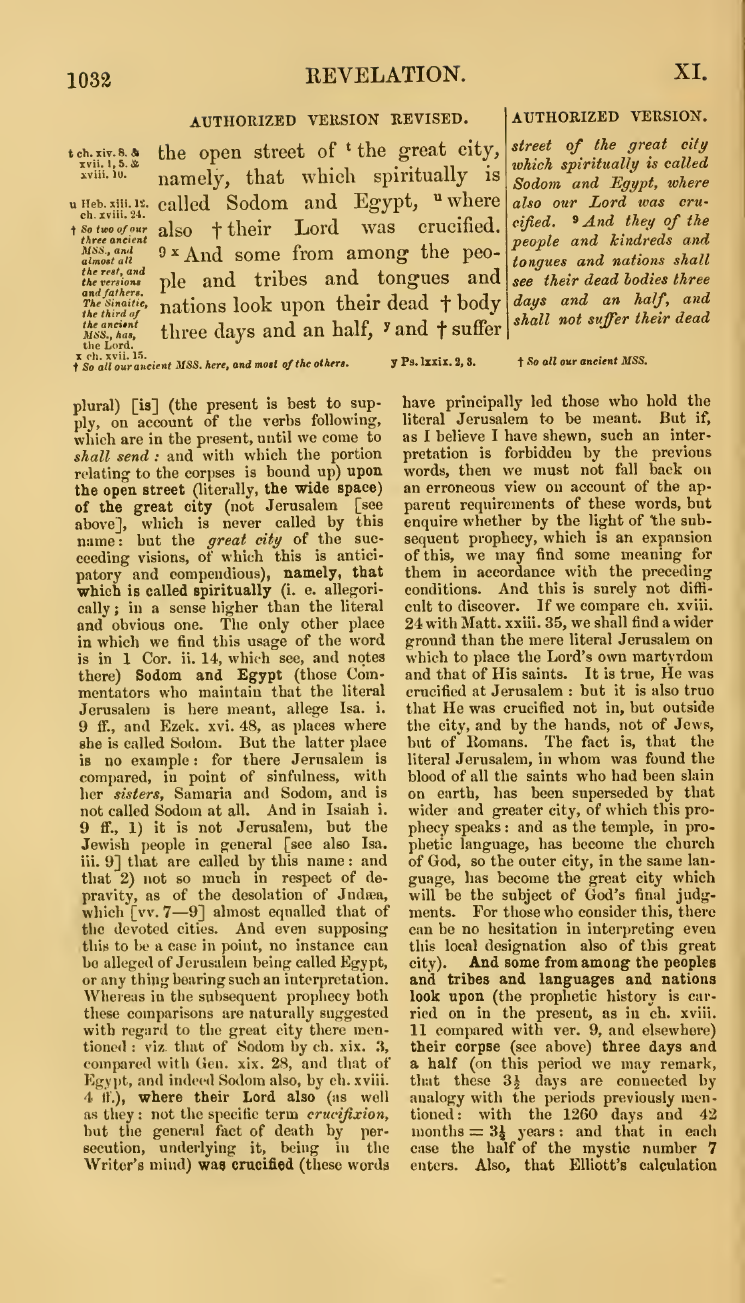 1032
REVELATION.
XI.
AUTHORIZED VERSION REVISED.
t ch. xiv. 8. &
xvii. 1, 5. &
xviii. 10.
u Heb. xiii. 12.
ch. xviii. 24.
† So two of our
three ancient
MSS., and
almost all
the rest, and
the versions
and fathers.
The Sinaitic,
the third of
the ancient
MSS., has,
the Lord.
x ch. xvii. 15.
the open street of t the great city,
namely, that which spiritually is
called Sodom and Egypt, u where
also † their Lord was crucified.
9 x And some from among the peo-
ple and tribes and tongues and
nations look upon their dead † body
three days and an half, y and † suffer
AUTHORIZED VERSION.
street of the great city
which spiritually is called
Sodom and Egypt, where
also our Lord was cru-
cified. 9 And they of the
people and kindreds and
tongues and nations shall
see their dead bodies three
days and an half, and
shall not suffer their dead
† So all our ancient MSS. here, and most of the others.
y Ps. lxxix. 2, 3.
† So all our ancient MSS.
plural) [is] (the present is best to sup-
ply, on account of the verbs following,
which are in the present, until we come to
shall send : and with which the portion
relating to the corpses is bound up) upon
the open street (literally, the wide space)
of the great city (not Jerusalem [see
above], which is never called by this
name : but the great city of the suc-
ceeding visions, of which this is antici-
patory and compendious), namely, that
which is called spiritually (i. e. allegori-
cally ; in a sense higher than the literal
and obvious one. The only other place
in which we find this usage of the word
is in 1 Cor. ii. 14, which see, and notes
there) Sodom and Egypt (those Com-
mentators who maintain that the literal
Jerusalem is here meant, allege Isa. i.
9 ff., and Ezek. xvi. 48, as places where
she is called Sodom. But the latter place
is no example : for there Jerusalem is
compared, in point of sinfulness, with
her sisters, Samaria and Sodom, and is
not called Sodom at all. And in Isaiah i.
9 ff., 1) it is not Jerusalem, but the
Jewish people in general [see also Isa.
iii. 9] that are called by this name : and
that 2) not so much in respect of de-
pravity, as of the desolation of Judæa,
which [vv. 7—9] almost equalled that of
the devoted cities. And even supposing
this to be a case in point, no instance can
be alleged of Jerusalem being called Egypt,
or any thing bearing such an interpretation.
Whereas in the subsequent prophecy both
these comparisons are naturally suggested
with regard to the great city there men-
tioned : viz. that of Sodom by ch. xix. 3,
compared with Gen. xix. 28, and that of
Egypt, and indeed Sodom also, by ch. xviii.
4 ff.), where their Lord also (as well
as they : not the specific term crucifixion,
but the general fact of death by per-
secution, underlying it, being in the
Writer's mind) was crucified (these words
have principally led those who hold the
literal Jerusalem to be meant. But if,
as I believe I have shewn, such an inter-
pretation is forbidden by the previous
words, then we must not fall back on
an erroneous view on account of the ap-
parent requirements of these words, but
enquire whether by the light of the sub-
sequent prophecy, which is an expansion
of this, we may find some meaning for
them in accordance with the preceding
conditions. And this is surely not diffi-
cult to discover. If we compare ch. xviii.
24 with Matt. xxiii. 35, we shall find a wider
ground than the mere literal Jerusalem on
which to place the Lord's own martyrdom
and that of His saints. It is true, He was
crucified at Jerusalem : but it is also true
that He was crucified not in, but outside
the city, and by the hands, not of Jews,
but of Romans. The fact is, that the
literal Jerusalem, in whom was found the
blood of all the saints who had been slain
on earth, has been superseded by that
wider and greater city, of which this pro-
phecy speaks : and as the temple, in pro-
phetic language, has become the church
of God, so the outer city, in the same lan-
guage, has become the great city which
will be the subject of God's final judg-
ments. For those who consider this, there
can be no hesitation in interpreting even
this local designation also of this great
city). And some from among the peoples
and tribes and languages and nations
look upon (the prophetic history is car-
ried on in the present, as in ch. xviii.
11 compared with ver. 9, and elsewhere)
their corpse (see above) three days and
a half (on this period we may remark,
that these 3½ days are connected by
analogy with the periods previously men-
tioned : with the 1260 days and 42
months = 3½ years : and that in each
case the half of the mystic number 7
enters. Also, that Elliott's calculation